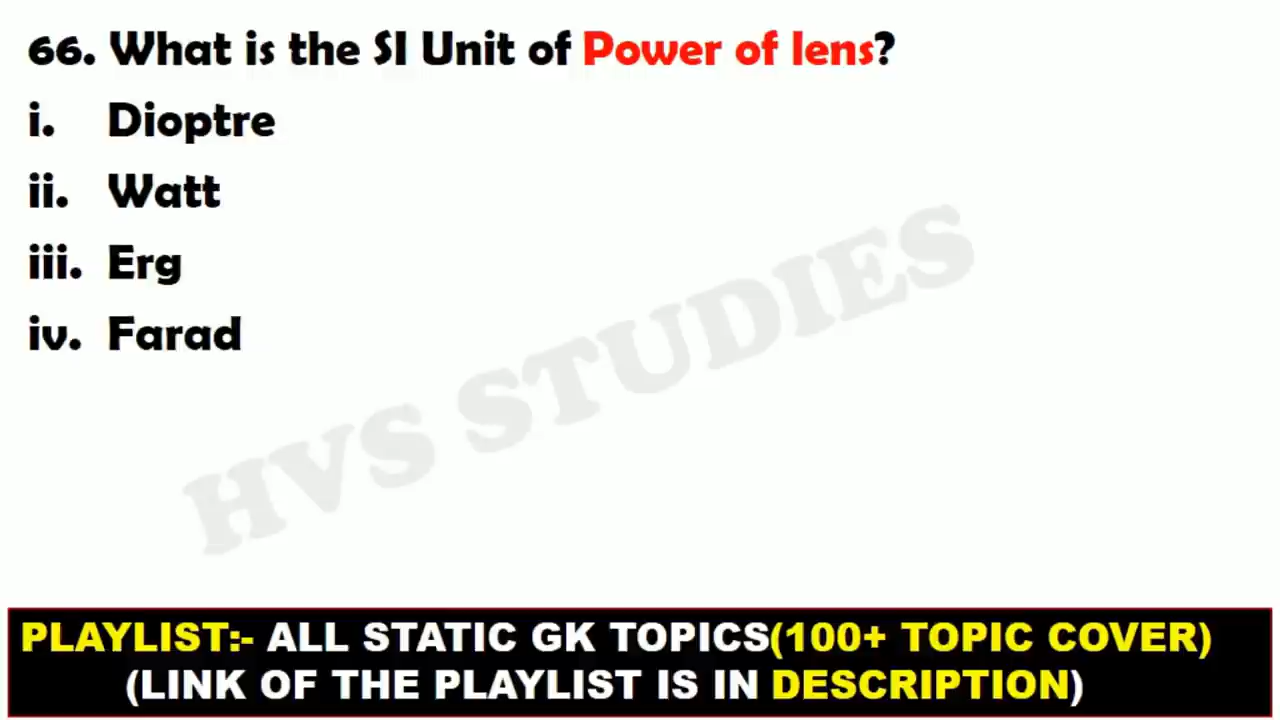 66. What is the SI Unit of Power of lens?
i. Dioptre
ii. Watt
iii. Erg
iv. Farad
HVS STUDIES
PLAYLIST:- ALL STATIC GK TOPICS(100+ TOPIC COVER)
(LINK OF THE PLAYLIST IS IN DESCRIPTION)